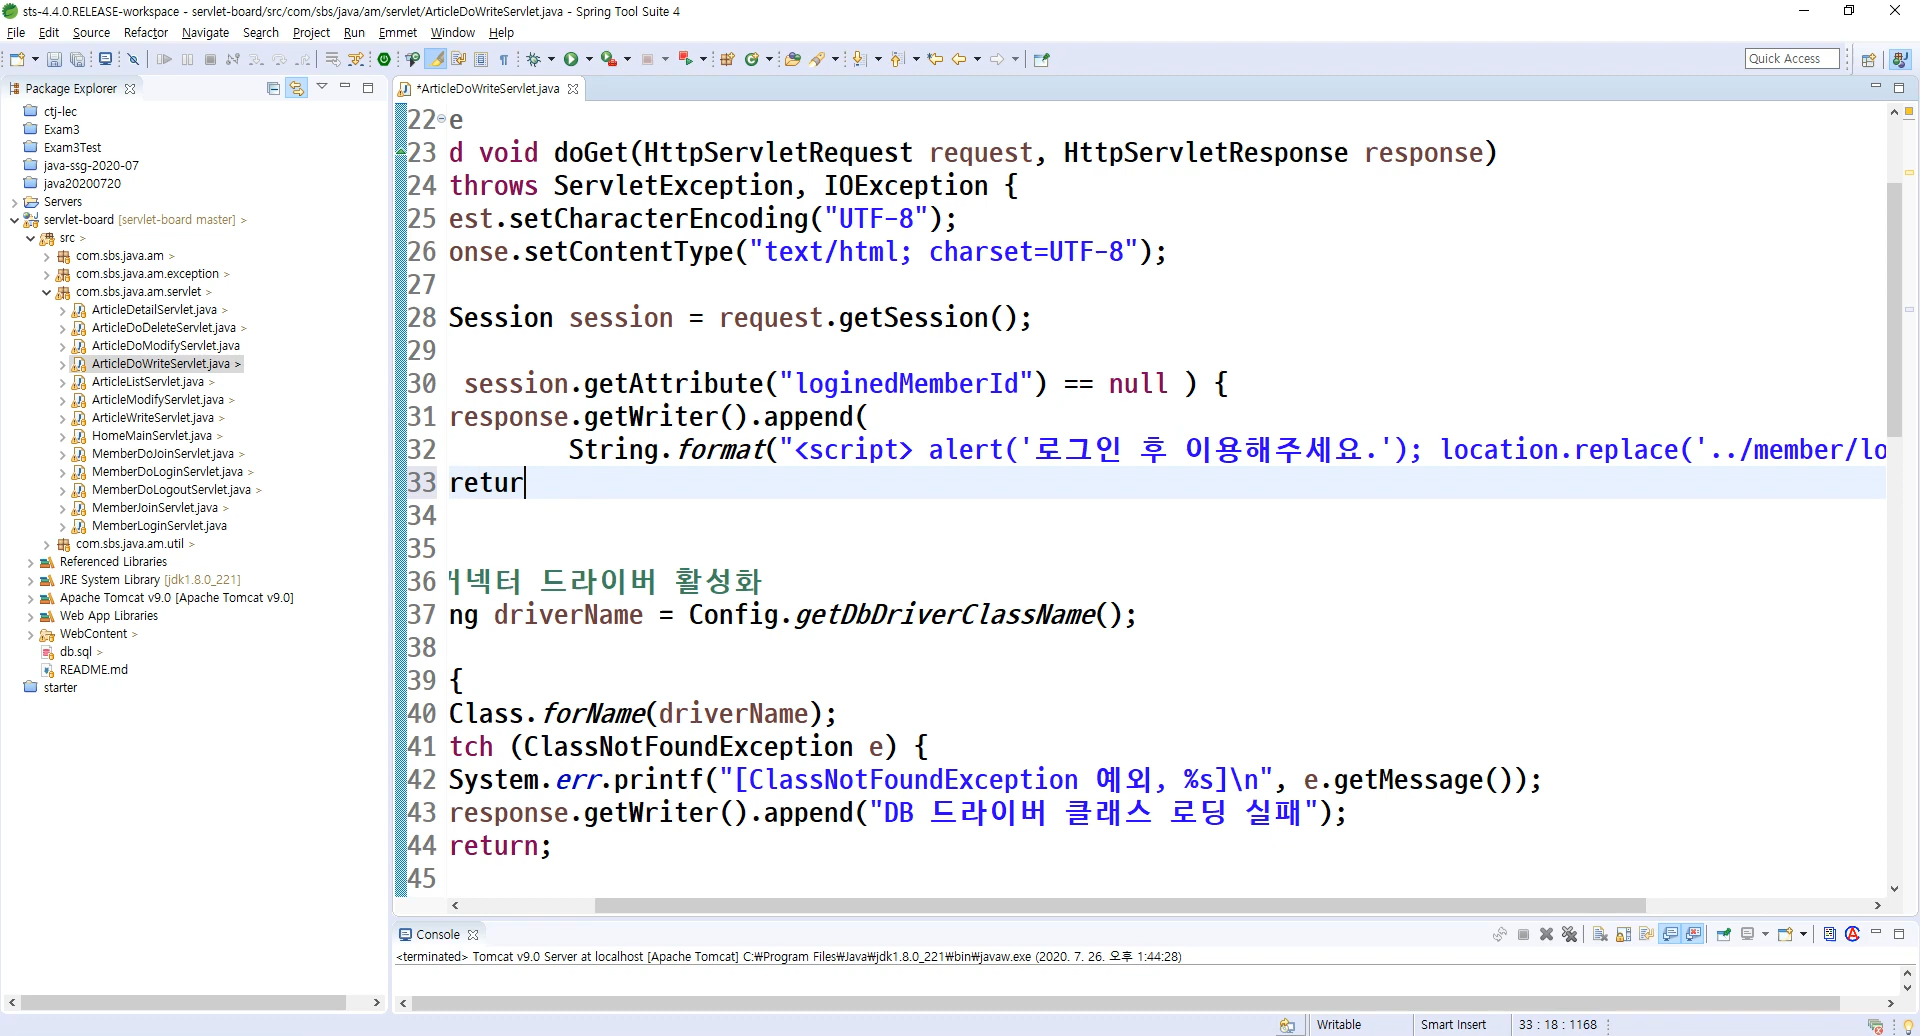 sts-4.4.0.RELEASE-workspace - servlet-board/src/com/sbs/java/am/servlet/ArticleDoWriteServlet.java - Spring Tool Suite 4
File Edit Source Refactor Navigate Search Project Run Emmet Window Help
Quick Access
Package Explorer
ctj-lec
Exam3
Exam3Test
java-ssg-2020-07
java20200720
Servers
servlet-board [servlet-board master] >
src >
com.sbs.java.am >
com.sbs.java.am.exception >
com.sbs.java.am.servlet >
ArticleDetailServlet.java >
ArticleDoDeleteServlet.java >
ArticleDoModifyServlet.java
ArticleDoWriteServlet.java >
ArticleListServlet.java >
ArticleModifyServlet.java >
ArticleWriteServlet.java >
HomeMainServlet.java >
MemberDoJoinServlet.java >
MemberDoLoginServlet.java >
MemberDoLogoutServlet.java >
MemberJoinServlet.java >
MemberLoginServlet.java
com.sbs.java.am.util >
Referenced Libraries
JRE System Library [jdk1.8.0_221]
Apache Tomcat v9.0 [Apache Tomcat v9.0]
Web App Libraries
WebContent >
db.sql >
README.md
starter
*ArticleDoWriteServlet.java
22 e
23 d void doGet(HttpServletRequest request, HttpServletResponse response)
24 throws ServletException, IOException {
25 est.setCharacterEncoding("UTF-8");
26 onse.setContentType("text/html; charset=UTF-8");
27
28 Session session = request.getSession();
29
30 session.getAttribute("loginedMemberId") == null ) {
31 response.getWriter().append(
32 String.format("<script> alert('로그인 후 이용해주세요.'); location.replace('../member/lo
33 retur
34
35
36 커넥터 드라이버 활성화
37 ng driverName = Config.getDbDriverClassName();
38
39 {
40 Class.forName(driverName);
41 tch (ClassNotFoundException e) {
42 System.err.printf("[ClassNotFoundException 예외, %s]\n", e.getMessage());
43 response.getWriter().append("DB 드라이버 클래스 로딩 실패");
44 return;
45
Console
<terminated> Tomcat v9.0 Server at localhost [Apache Tomcat] C:₩Program Files₩Java₩jdk1.8.0_221₩bin₩javaw.exe (2020. 7. 26. 오후 1:44:28)
Writable Smart Insert 33 : 18 : 1168